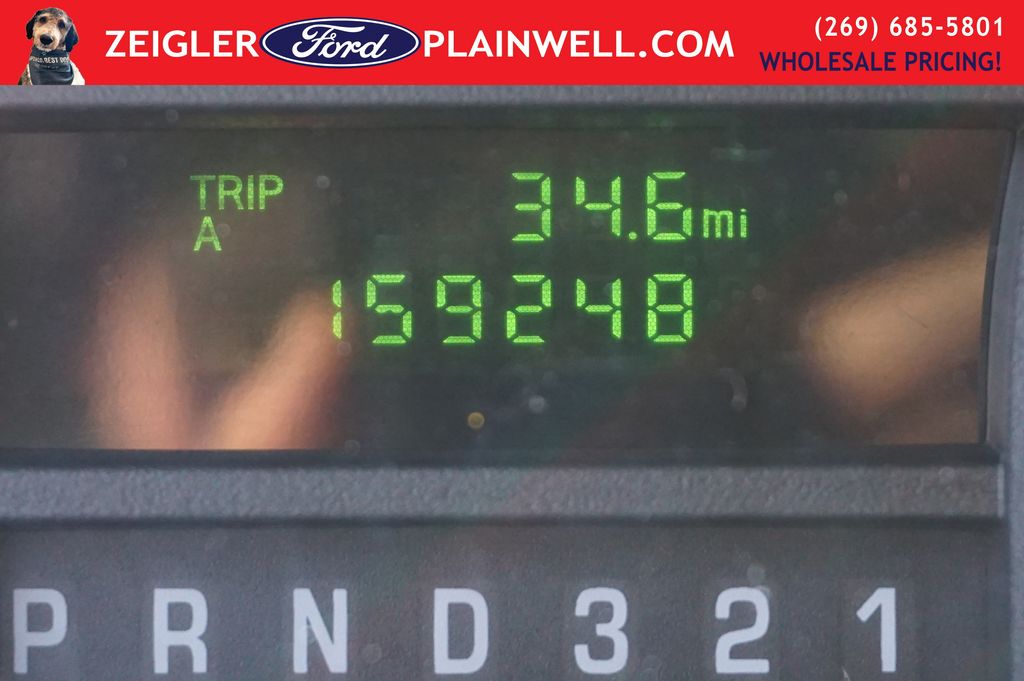 ZEIGLER Ford PLAINWELL.COM
(269) 685-5801
WHOLESALE PRICING!
TRIP 34.6 mi
A
159248
P R N D 3 2 1